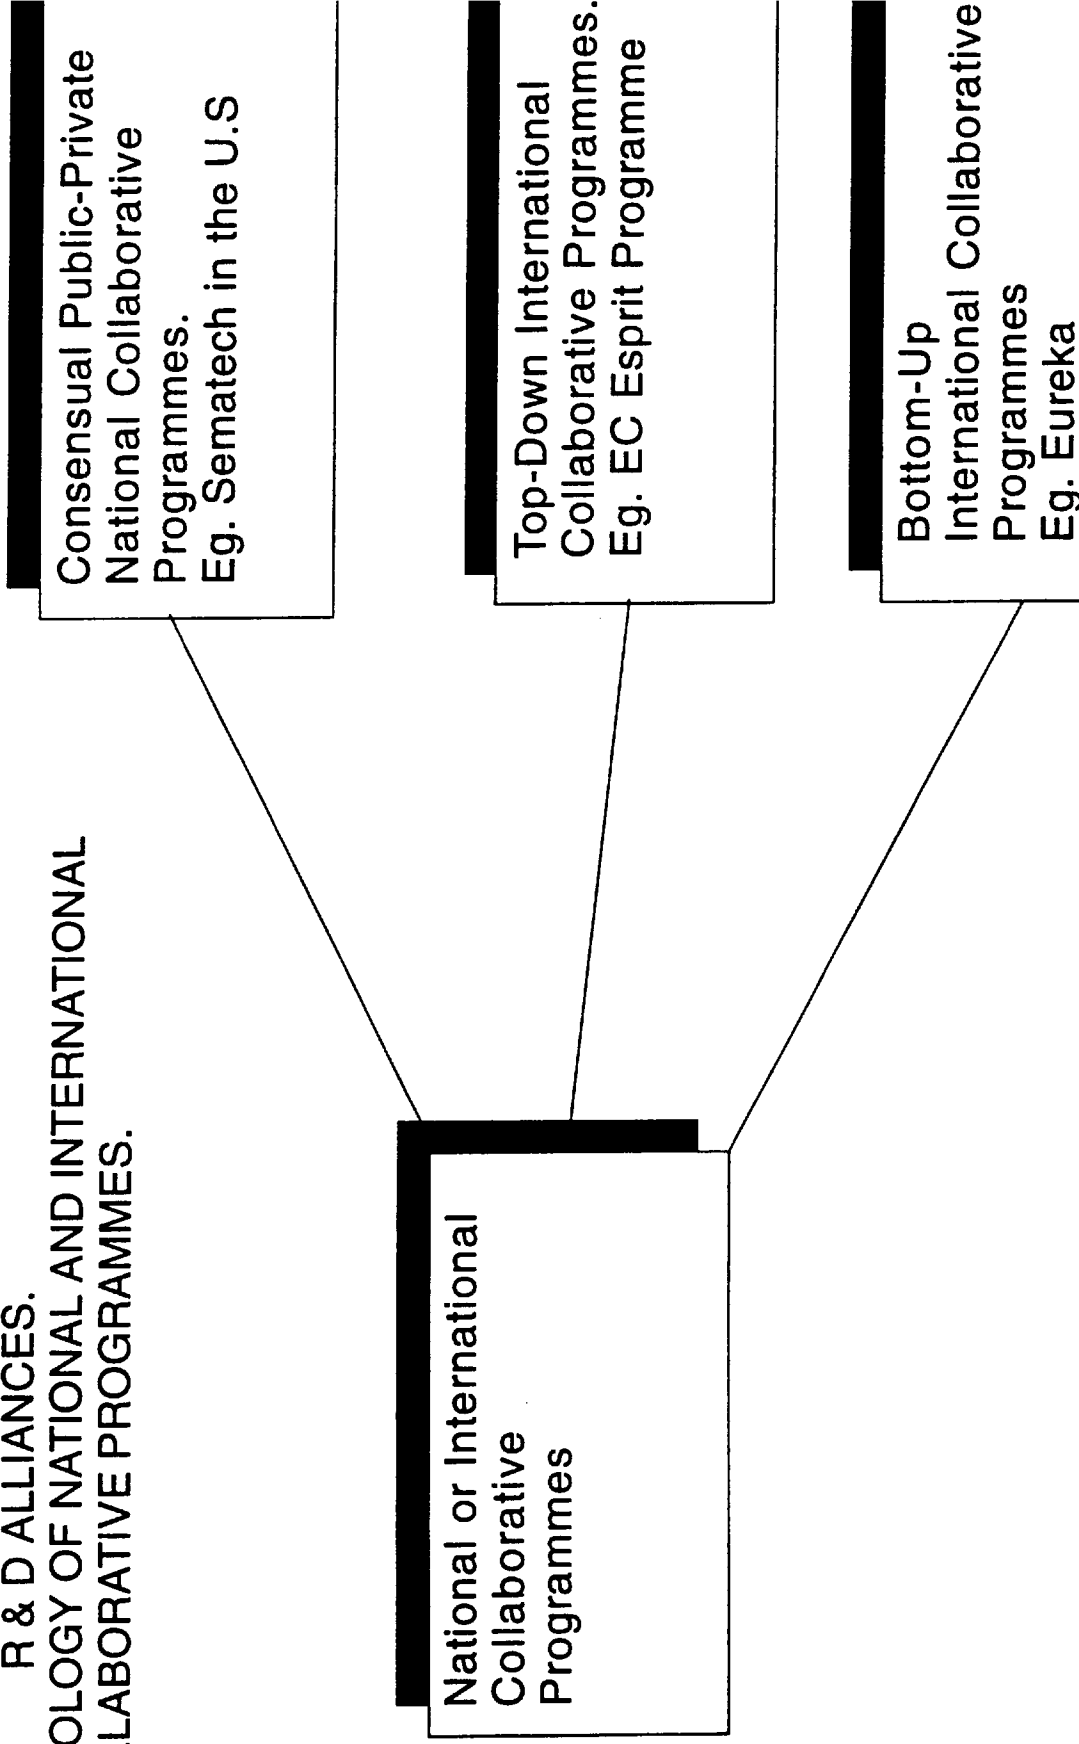 R & D ALLIANCES.
OLOGY OF NATIONAL AND INTERNATIONAL
LABORATIVE PROGRAMMES.
National or International
Collaborative
Programmes
Consensual Public-Private
National Collaborative
Programmes.
Eg. Sematech in the U.S
Top-Down International
Collaborative Programmes.
Eg. EC Esprit Programme
Bottom-Up
International Collaborative
Programmes
Eg. Eureka